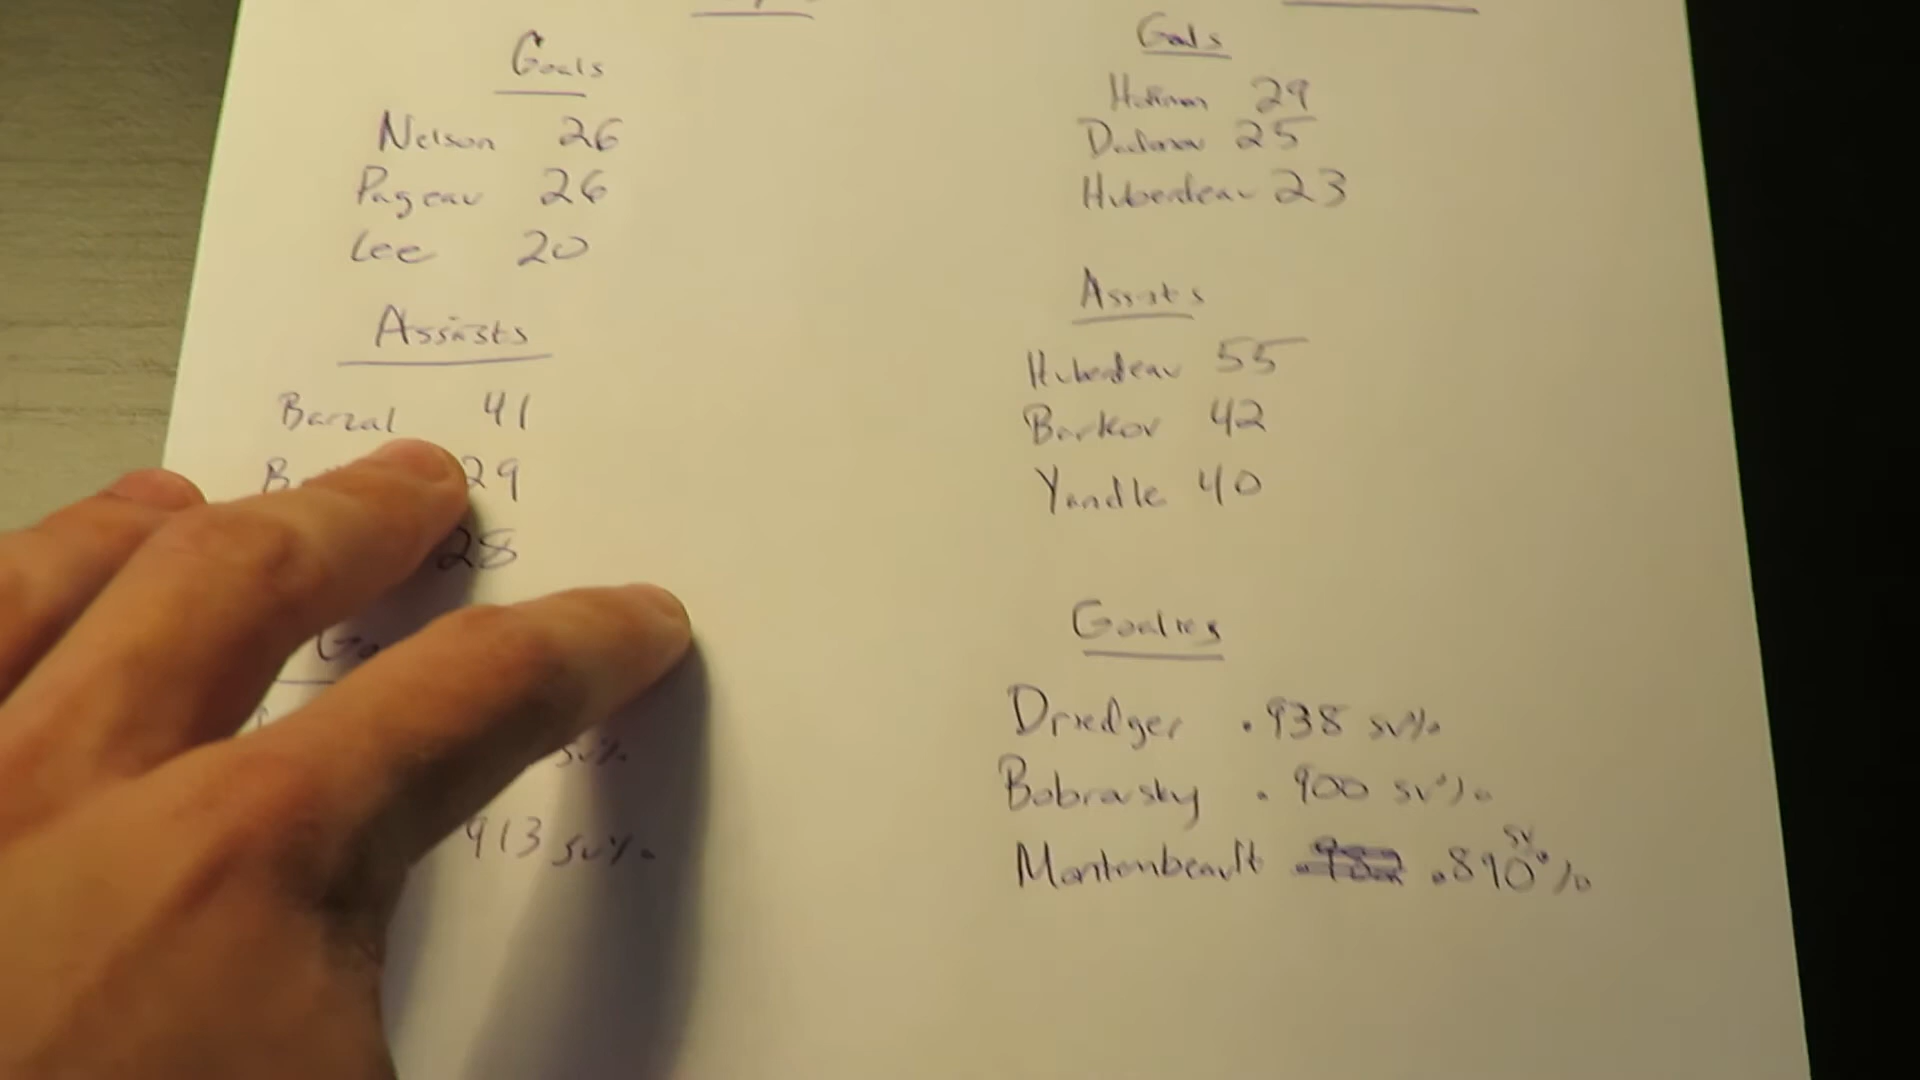 Goals
Nelson 26
Pageau 26
Lee 20
Assists
Barzal 41
29
28
sv%
913 sv%
Goals
Hoffman 29
Dadonov 25
Huberdeau 23
Assists
Huberdeau 55
Barkov 42
Yandle 40
Goalies
Driedger .938 sv%
Bobrovsky .900 sv%
Montembeault .890 sv%